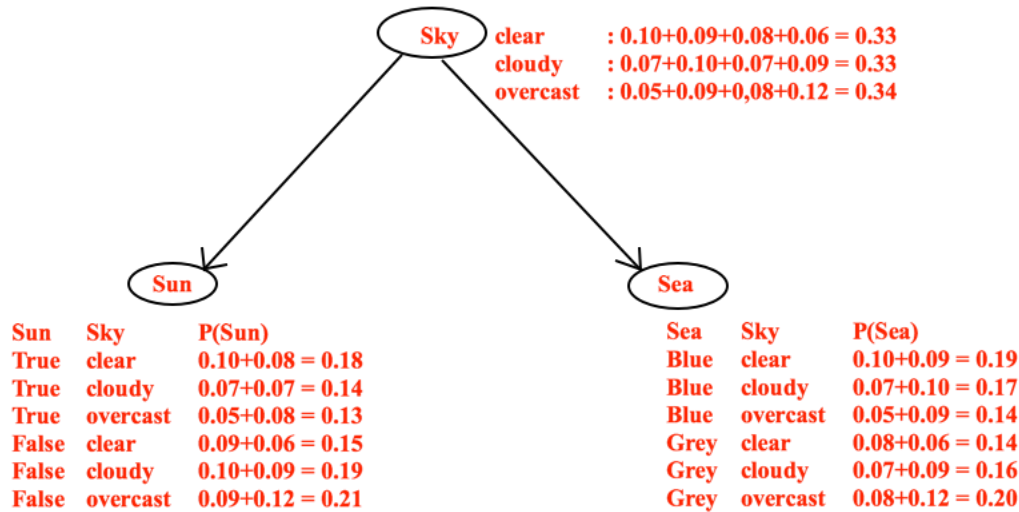 Sky
clear : 0.10+0.09+0.08+0.06 = 0.33
cloudy : 0.07+0.10+0.07+0.09 = 0.33
overcast : 0.05+0.09+0,08+0.12 = 0.34
Sun
Sun Sky P(Sun)
True clear 0.10+0.08 = 0.18
True cloudy 0.07+0.07 = 0.14
True overcast 0.05+0.08 = 0.13
False clear 0.09+0.06 = 0.15
False cloudy 0.10+0.09 = 0.19
False overcast 0.09+0.12 = 0.21
Sea
Sea Sky P(Sea)
Blue clear 0.10+0.09 = 0.19
Blue cloudy 0.07+0.10 = 0.17
Blue overcast 0.05+0.09 = 0.14
Grey clear 0.08+0.06 = 0.14
Grey cloudy 0.07+0.09 = 0.16
Grey overcast 0.08+0.12 = 0.20